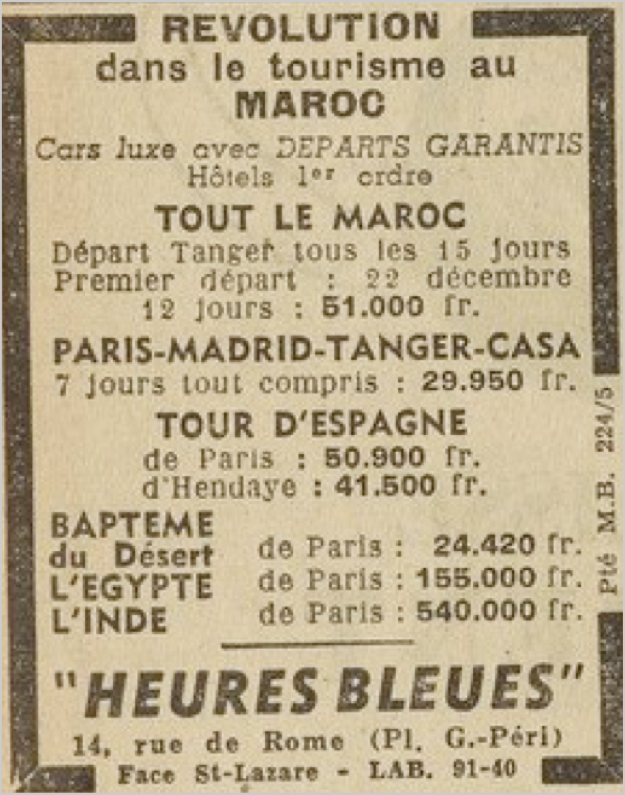 REVOLUTION
dans le tourisme au
MAROC
Cars luxe avec DEPARTS GARANTIS
Hôtels 1er ordre
TOUT LE MAROC
Départ Tanger tous les 15 jours
Premier départ : 22 décembre
12 jours : 51.000 fr.
PARIS-MADRID-TANGER-CASA
7 jours tout compris : 29.950 fr.
TOUR D'ESPAGNE
de Paris : 50.900 fr.
d'Hendaye : 41.500 fr.
BAPTEME
du Désert de Paris : 24.420 fr.
L'EGYPTE de Paris : 155.000 fr.
L'INDE de Paris : 540.000 fr.
"HEURES BLEUES"
14, rue de Rome (Pl. G.-Péri)
Face St-Lazare - LAB. 91-40
Pté M.B. 224/5